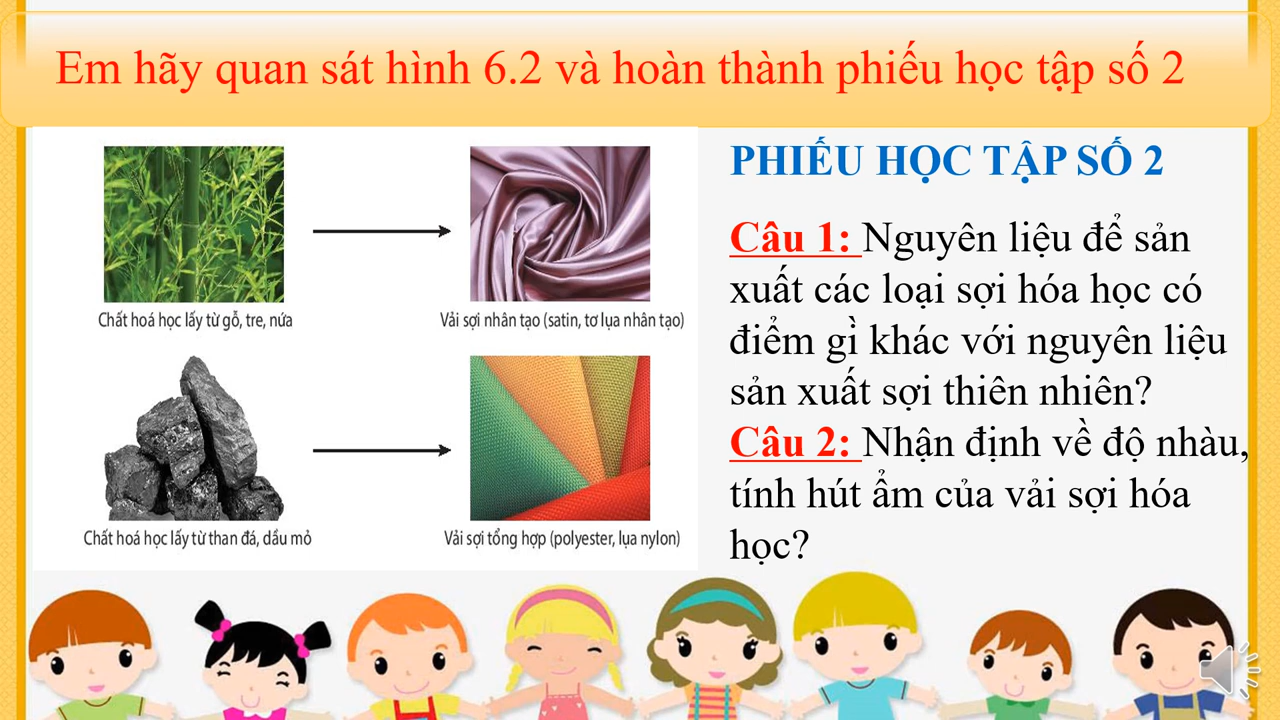 Em hãy quan sát hình 6.2 và hoàn thành phiếu học tập số 2
Chất hoá học lấy từ gỗ, tre, nứa
Vải sợi nhân tạo (satin, tơ lụa nhân tạo)
Chất hoá học lấy từ than đá, dầu mỏ
Vải sợi tổng hợp (polyester, lụa nylon)
PHIẾU HỌC TẬP SỐ 2
Câu 1: Nguyên liệu để sản
xuất các loại sợi hóa học có
điểm gì khác với nguyên liệu
sản xuất sợi thiên nhiên?
Câu 2: Nhận định về độ nhàu,
tính hút ẩm của vải sợi hóa
học?